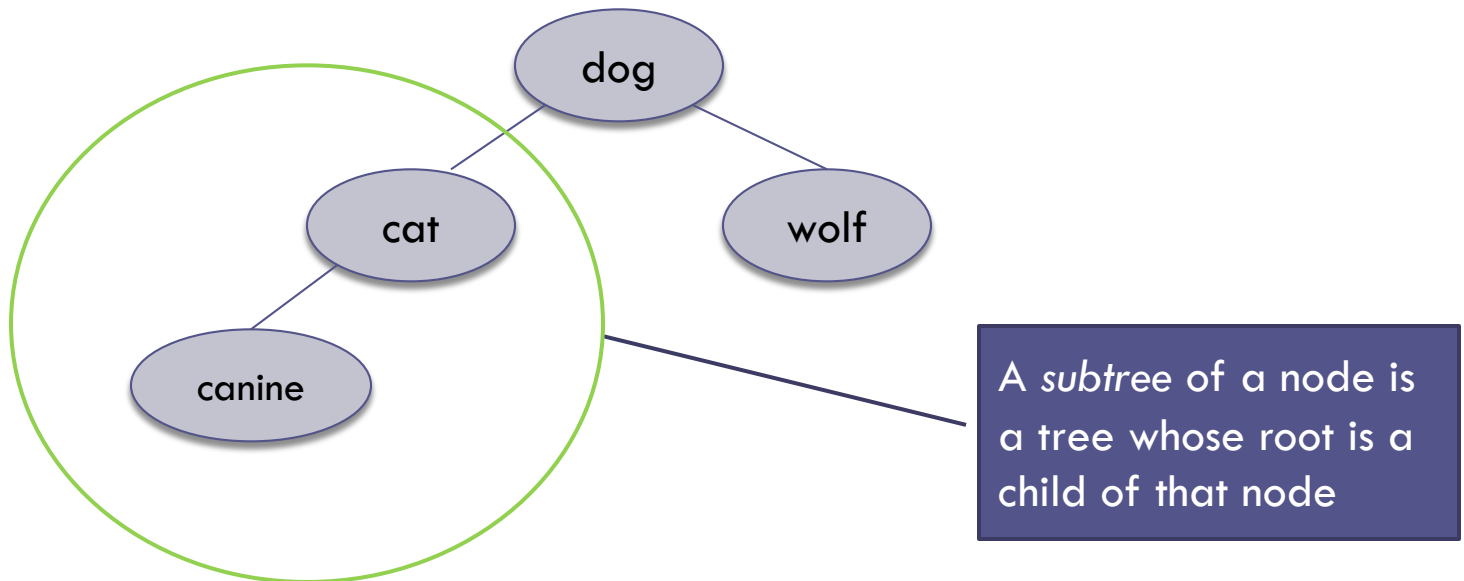 dog
cat
wolf
canine
A subtree of a node is
a tree whose root is a
child of that node